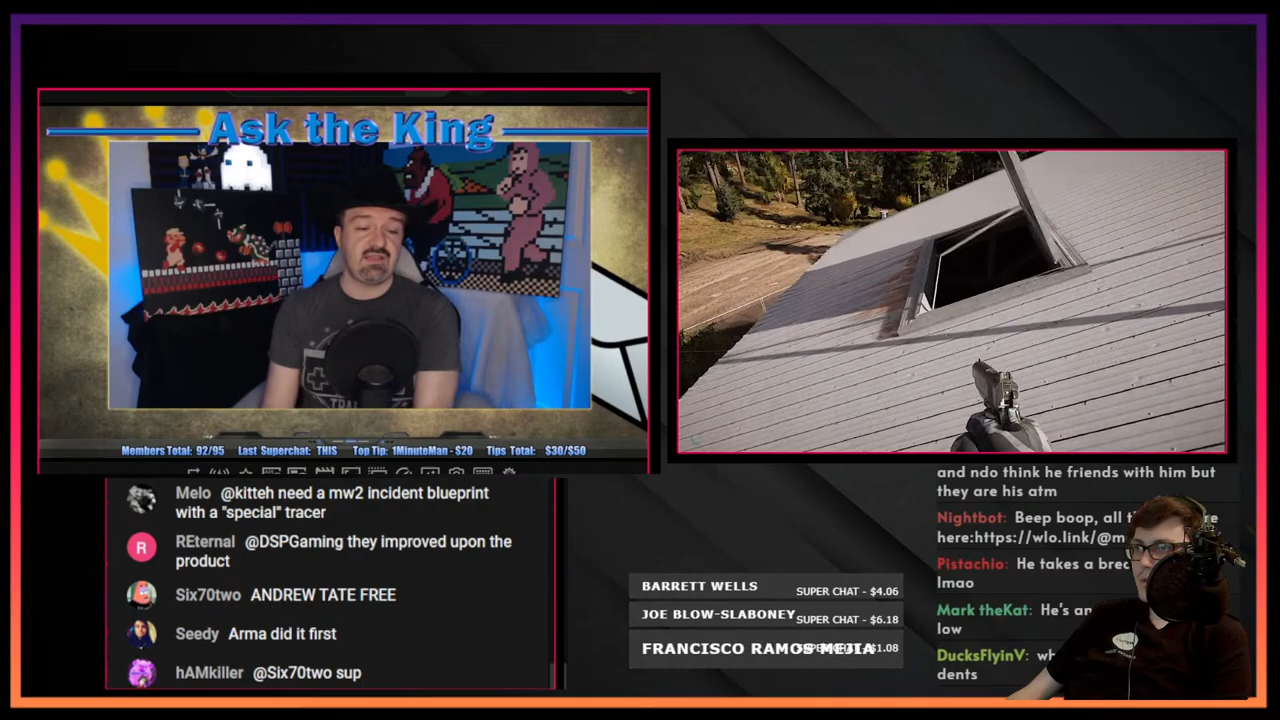 Ask the King
Members Total: 92/95 Last Superchat: THIS Top Tip: 1MinuteMan - $20 Tips Total: $30/$50
Melo @kitteh need a mw2 incident blueprint
with a "special" tracer
R REternal @DSPGaming they improved upon the
product
Six70two ANDREW TATE FREE
Seedy Arma did it first
hAMkiller @Six70two sup
BARRETT WELLS SUPER CHAT - $4.06
JOE BLOW-SLABONEY SUPER CHAT - $6.18
FRANCISCO RAMOS MEJIA $1.08
and ndo think he friends with him but
they are his atm
Nightbot: Beep boop, all
here:https://wlo.link/@m
Pistachio: He takes a
lmao
Mark theKat: He's
low
DucksFlyinV:
dents